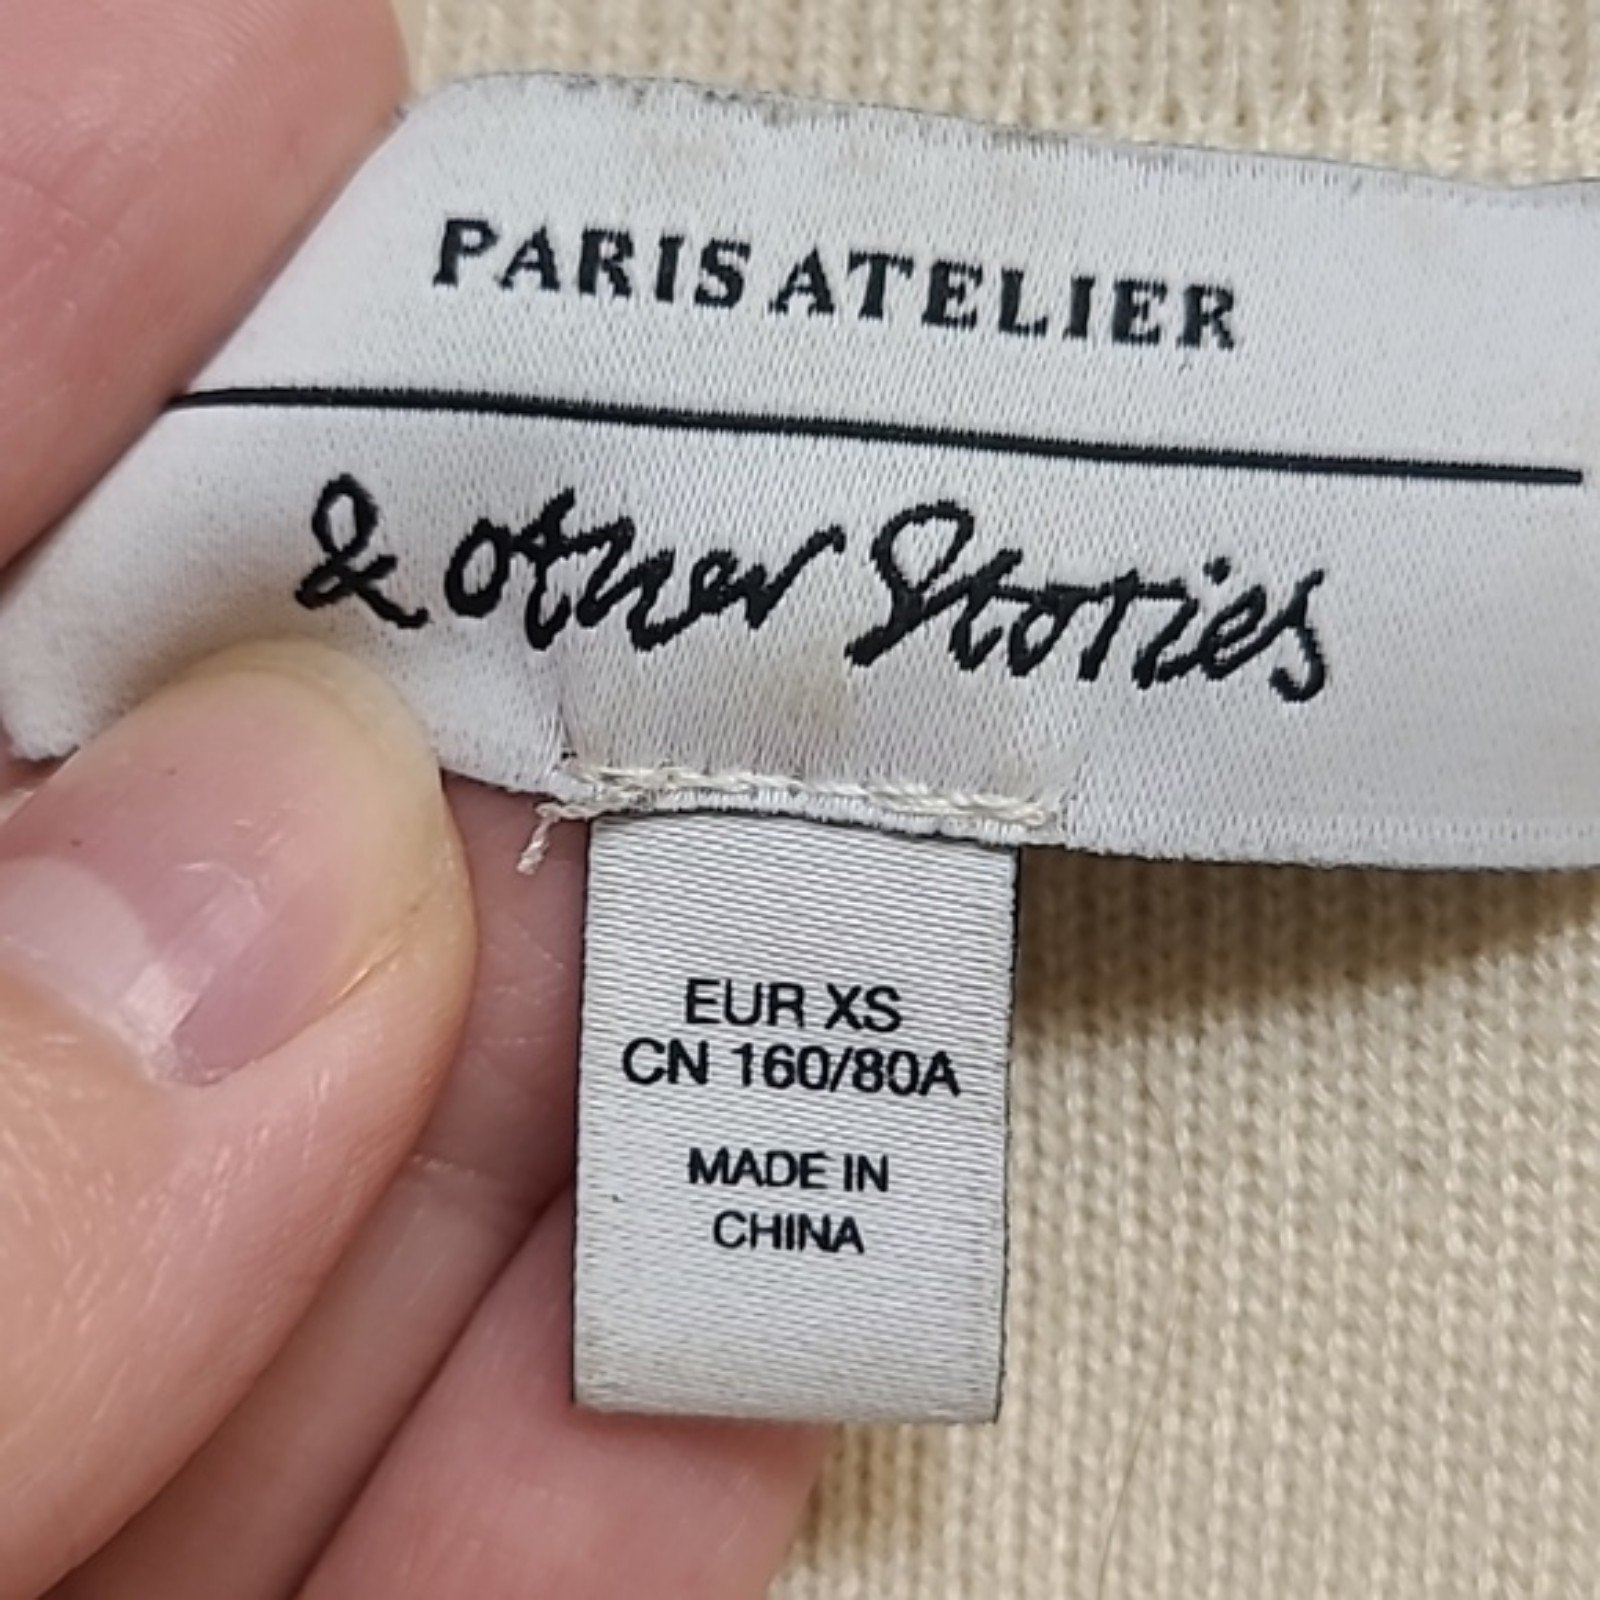 PARIS ATELIER
& other Stories
EUR XS
CN 160/80A
MADE IN
CHINA